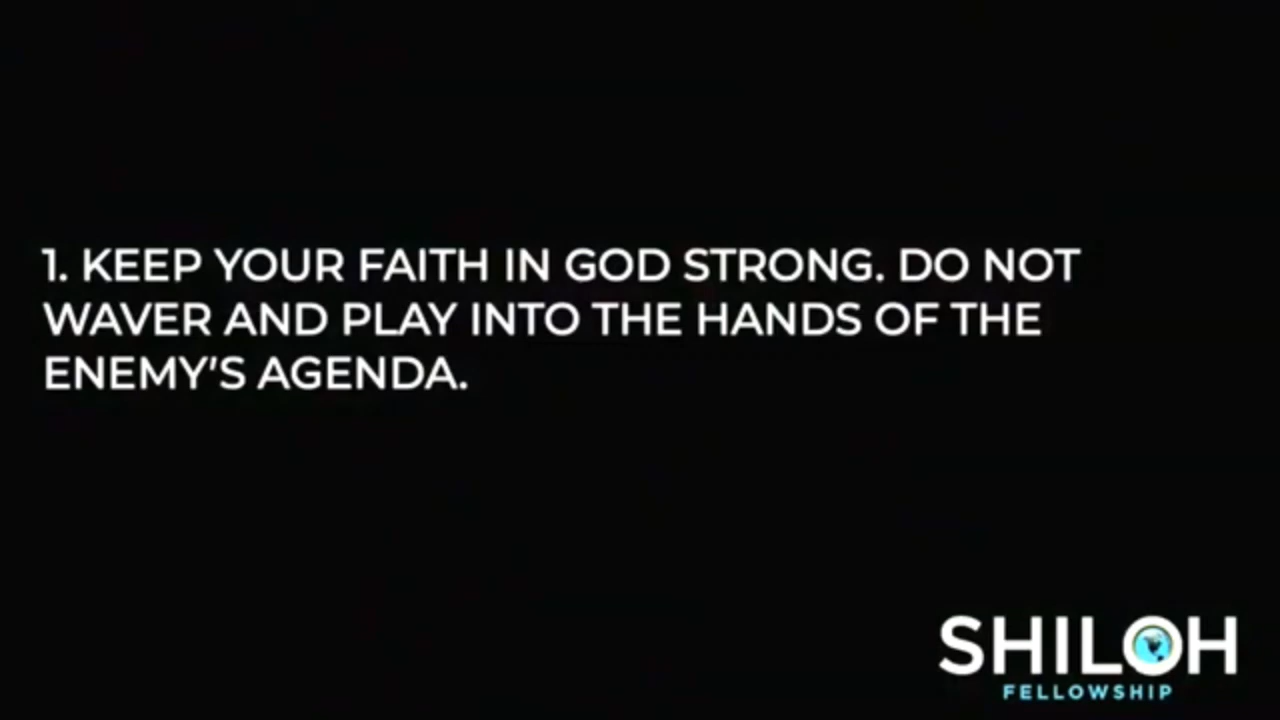 1. KEEP YOUR FAITH IN GOD STRONG. DO NOT
WAVER AND PLAY INTO THE HANDS OF THE
ENEMY'S AGENDA.
SHILOH
FELLOWSHIP